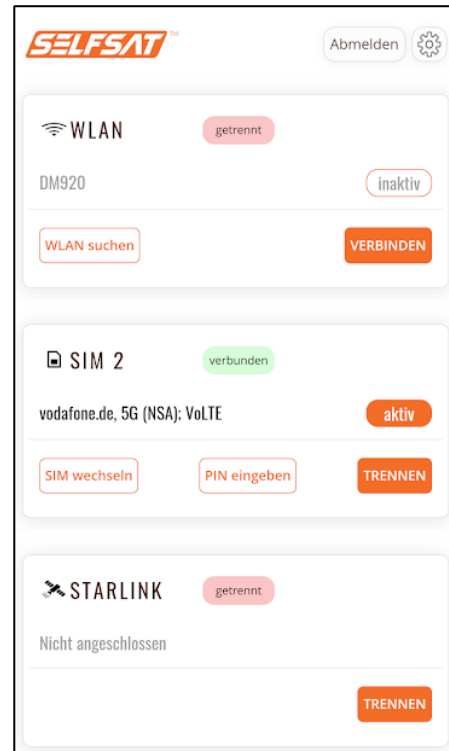 SELFSAT™
Abmelden
WLAN getrennt
DM920 inaktiv
WLAN suchen VERBINDEN
SIM 2 verbunden
vodafone.de, 5G (NSA); VoLTE aktiv
SIM wechseln PIN eingeben TRENNEN
STARLINK getrennt
Nicht angeschlossen
TRENNEN